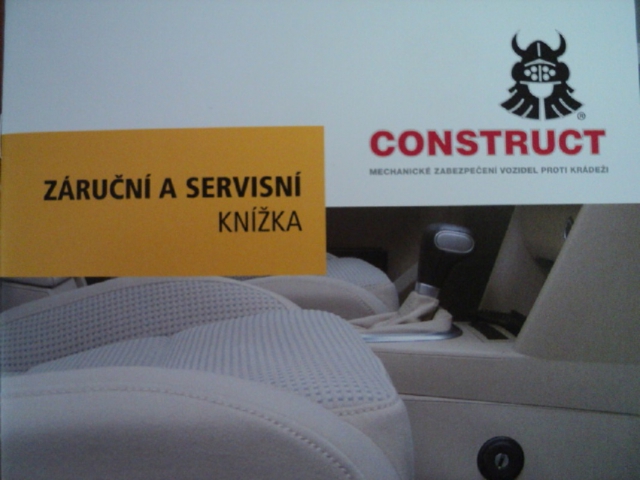 ZÁRUČNÍ A SERVISNÍ
KNÍŽKA
®
CONSTRUCT
MECHANICKÉ ZABEZPEČENÍ VOZIDEL PROTI KRÁDEŽI